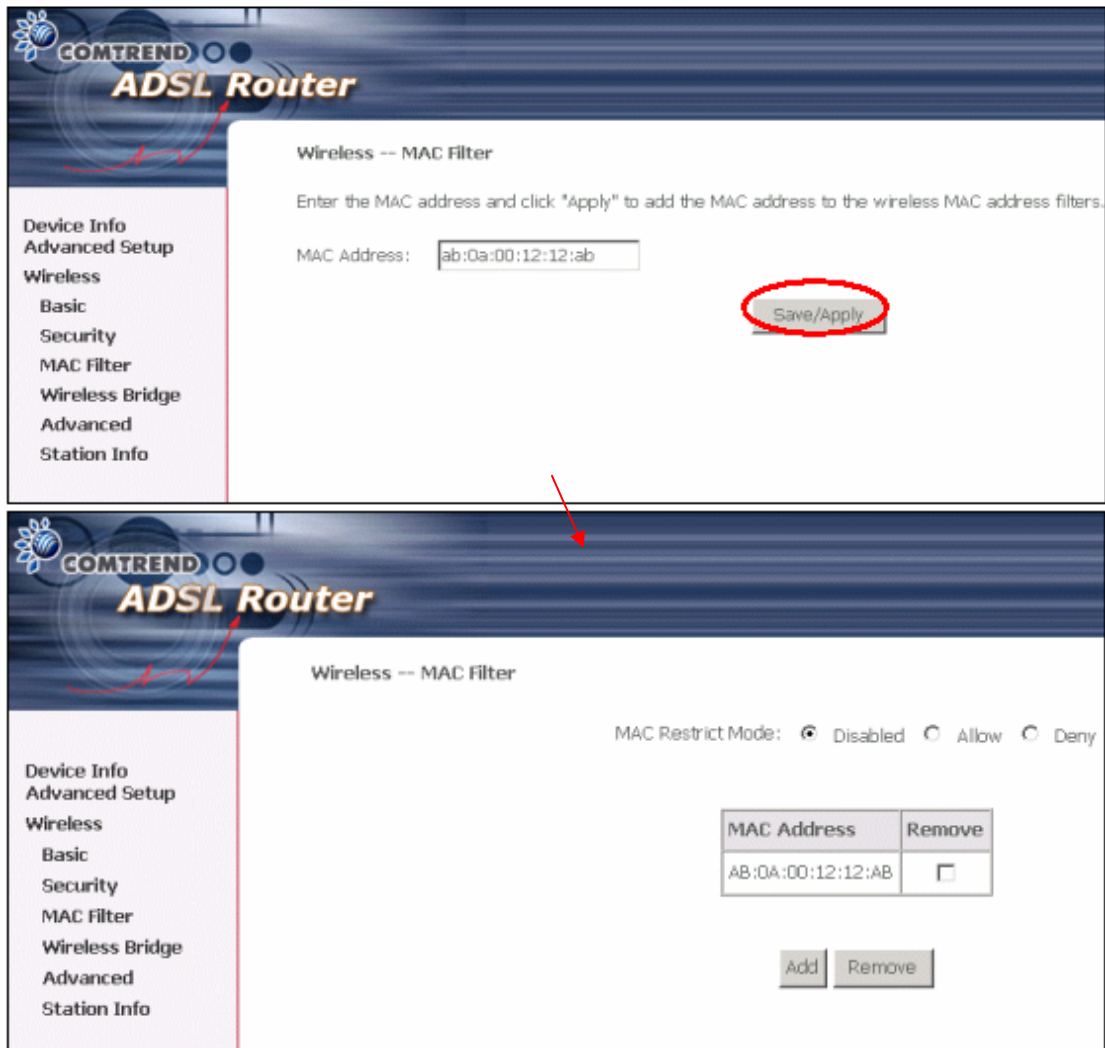 COMTREND
ADSL Router
Wireless -- MAC Filter
Enter the MAC address and click "Apply" to add the MAC address to the wireless MAC address filters.
MAC Address: ab:0a:00:12:12:ab
Save/Apply
Device Info
Advanced Setup
Wireless
Basic
Security
MAC Filter
Wireless Bridge
Advanced
Station Info
COMTREND
ADSL Router
Wireless -- MAC Filter
MAC Restrict Mode: Disabled Allow Deny
MAC Address Remove
AB:0A:00:12:12:AB
Add Remove
Device Info
Advanced Setup
Wireless
Basic
Security
MAC Filter
Wireless Bridge
Advanced
Station Info